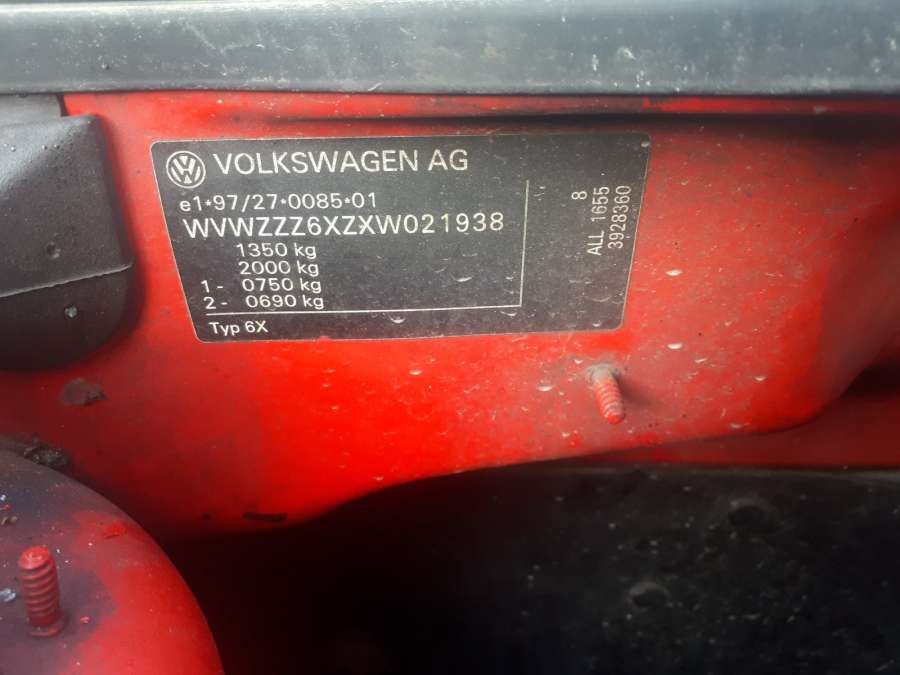 VOLKSWAGEN AG
e1*97/27*0085*01
WVWZZZ6XZXW021938
1350 kg
2000 kg
1 - 0750 kg
2 - 0690 kg
Typ 6X
8
ALL 1655
3928360